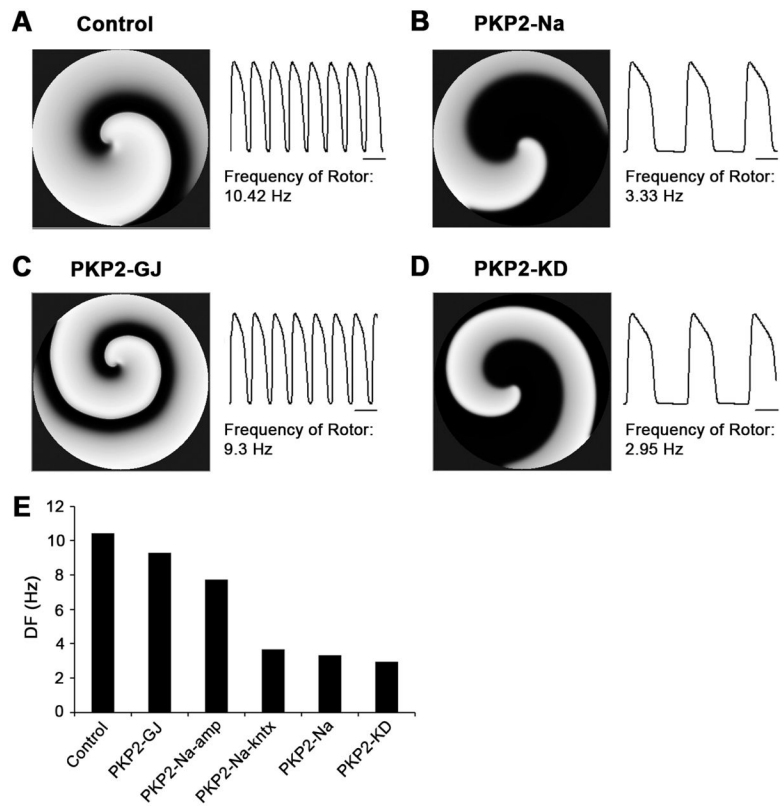 A
Control
Frequency of Rotor:
10.42 Hz
B
PKP2-Na
Frequency of Rotor:
3.33 Hz
C
PKP2-GJ
Frequency of Rotor:
9.3 Hz
D
PKP2-KD
Frequency of Rotor:
2.95 Hz
E
DF (Hz)
12
10
8
6
4
2
0
Control
PKP2-GJ
PKP2-Na-amp
PKP2-Na-kntx
PKP2-Na
PKP2-KD